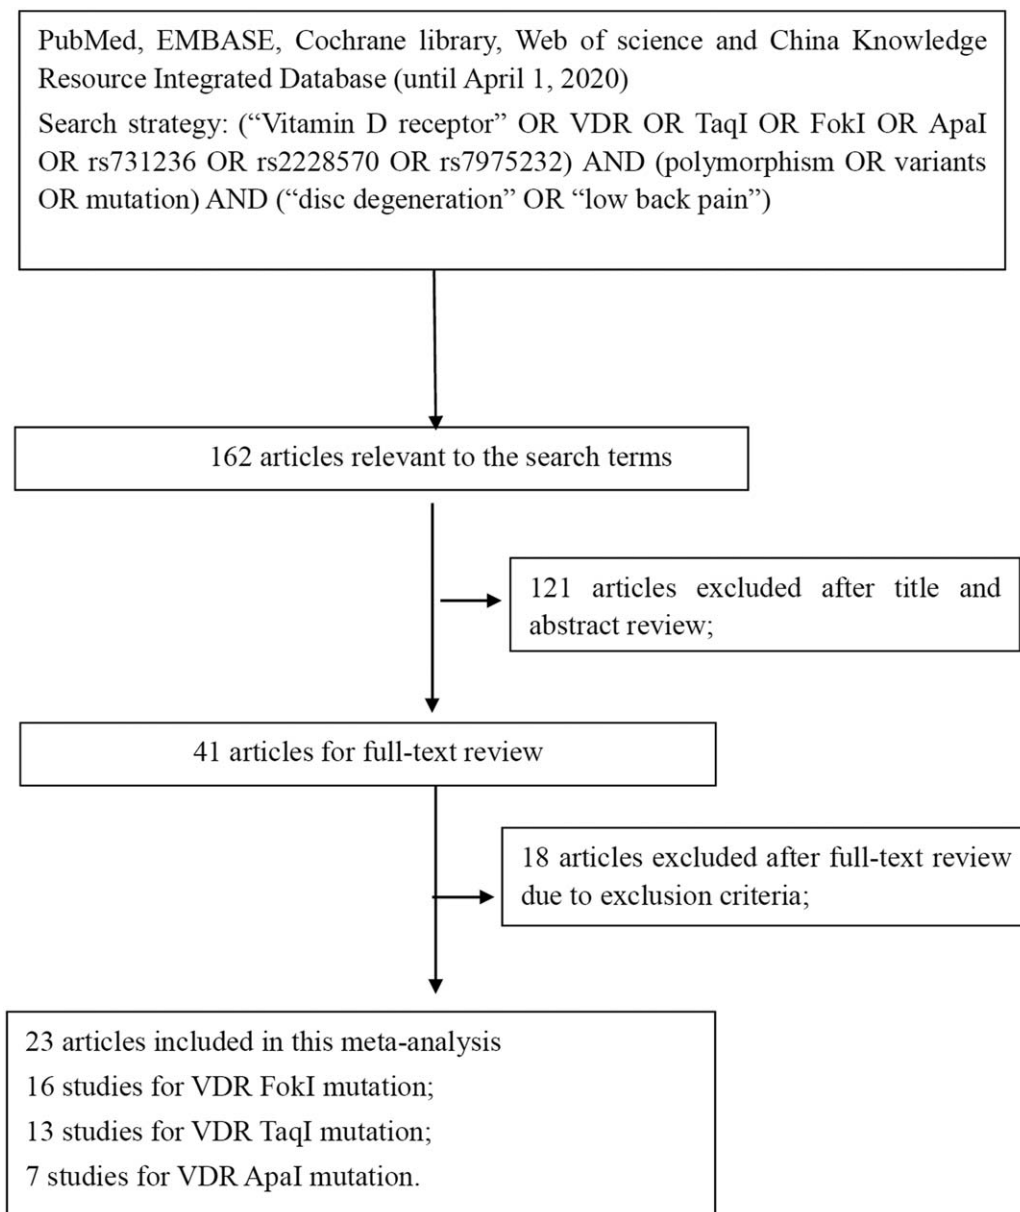 PubMed, EMBASE, Cochrane library, Web of science and China Knowledge
Resource Integrated Database (until April 1, 2020)
Search strategy: (“Vitamin D receptor” OR VDR OR TaqI OR FokI OR ApaI
OR rs731236 OR rs2228570 OR rs7975232) AND (polymorphism OR variants
OR mutation) AND (“disc degeneration” OR “low back pain”)
162 articles relevant to the search terms
121 articles excluded after title and
abstract review;
41 articles for full-text review
18 articles excluded after full-text review
due to exclusion criteria;
23 articles included in this meta-analysis
16 studies for VDR FokI mutation;
13 studies for VDR TaqI mutation;
7 studies for VDR ApaI mutation.